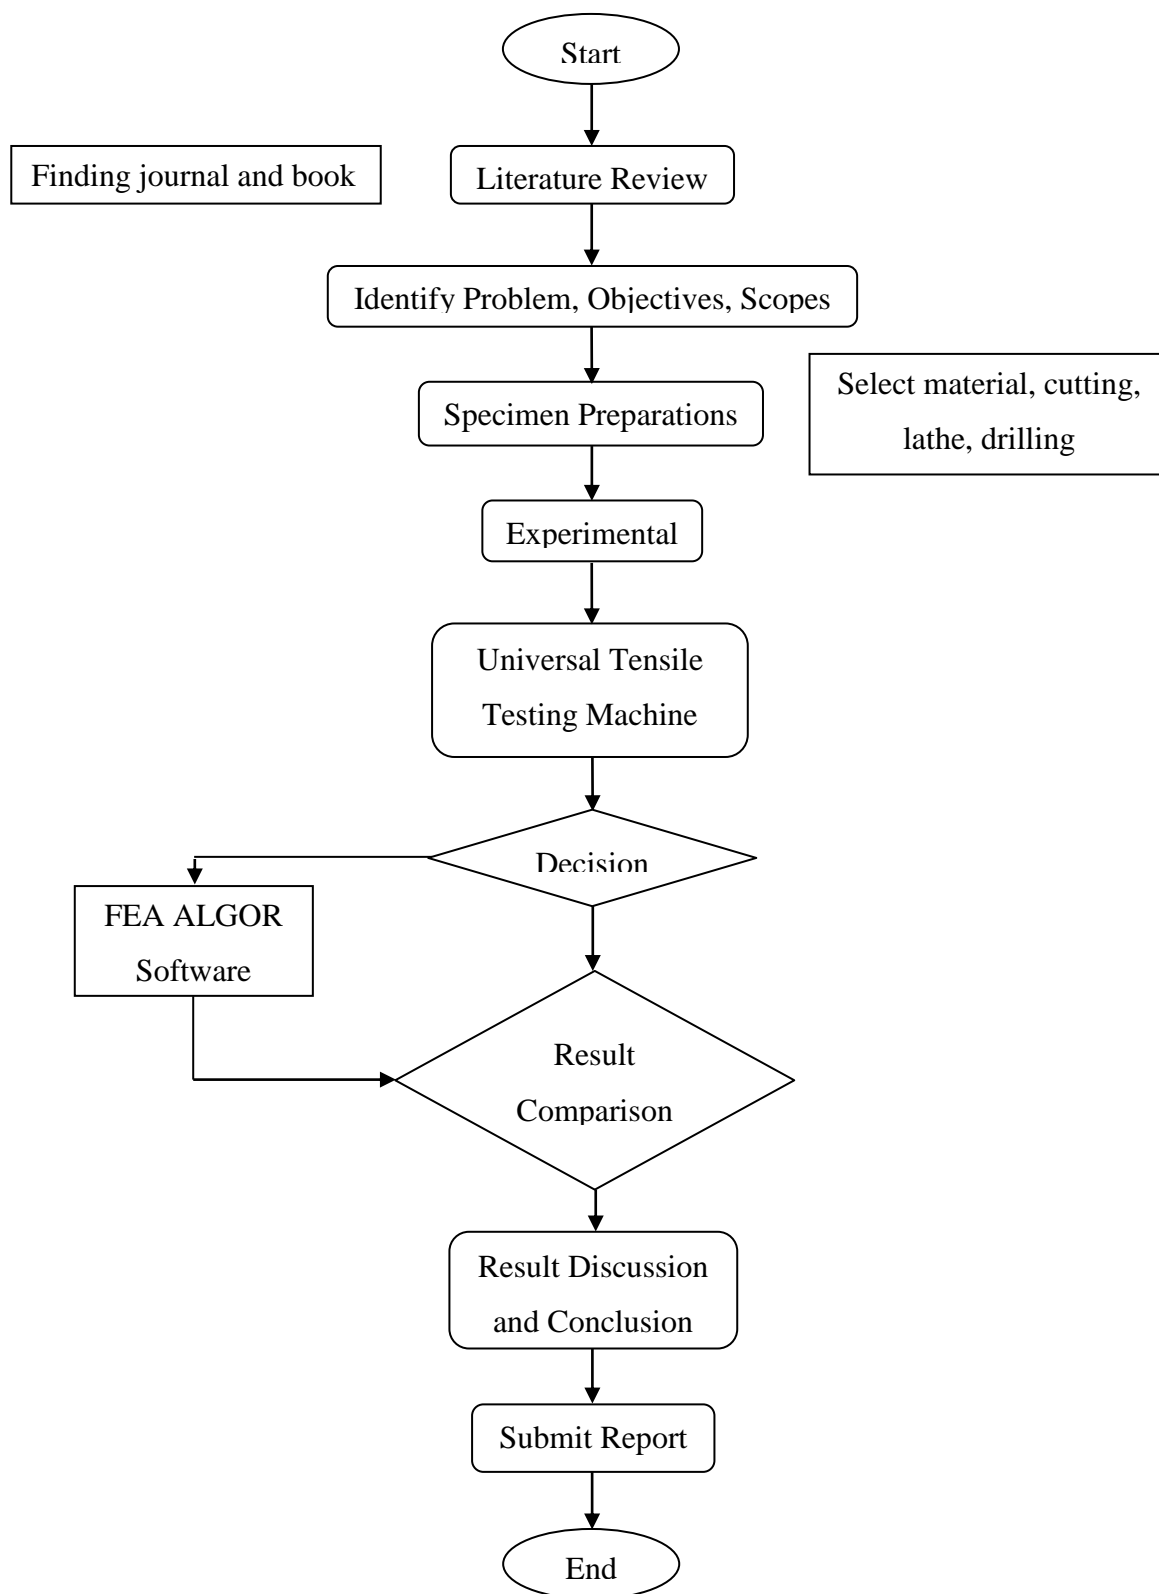 Start
Finding journal and book
Literature Review
Identify Problem, Objectives, Scopes
Select material, cutting,
lathe, drilling
Specimen Preparations
Experimental
Universal Tensile
Testing Machine
Decision
FEA ALGOR
Software
Result
Comparison
Result Discussion
and Conclusion
Submit Report
End